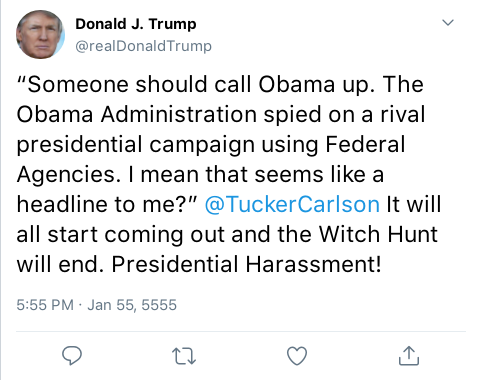 Donald J. Trump
@realDonaldTrump
“Someone should call Obama up. The
Obama Administration spied on a rival
presidential campaign using Federal
Agencies. I mean that seems like a
headline to me?” @TuckerCarlson It will
all start coming out and the Witch Hunt
will end. Presidential Harassment!
5:55 PM · Jan 55, 5555